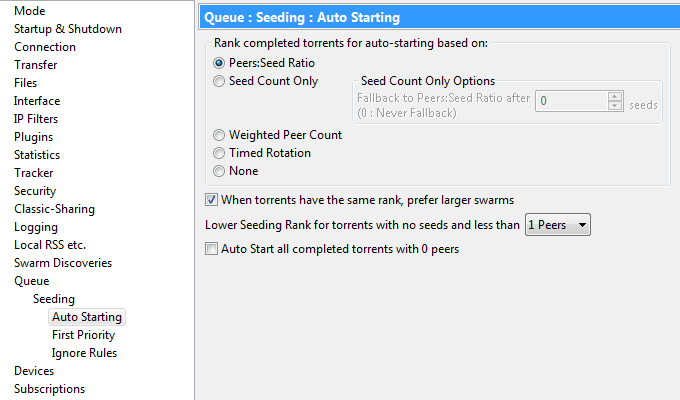 Mode
Startup & Shutdown
Connection
Transfer
Files
Interface
IP Filters
Plugins
Statistics
Tracker
Security
Classic-Sharing
Logging
Local RSS etc.
Swarm Discoveries
Queue
Seeding
Auto Starting
First Priority
Ignore Rules
Devices
Subscriptions
Queue : Seeding : Auto Starting
Rank completed torrents for auto-starting based on:
Peers:Seed Ratio
Seed Count Only
Seed Count Only Options
Fallback to Peers:Seed Ratio after 0 seeds
(0 : Never Fallback)
Weighted Peer Count
Timed Rotation
None
When torrents have the same rank, prefer larger swarms
Lower Seeding Rank for torrents with no seeds and less than 1 Peers
Auto Start all completed torrents with 0 peers